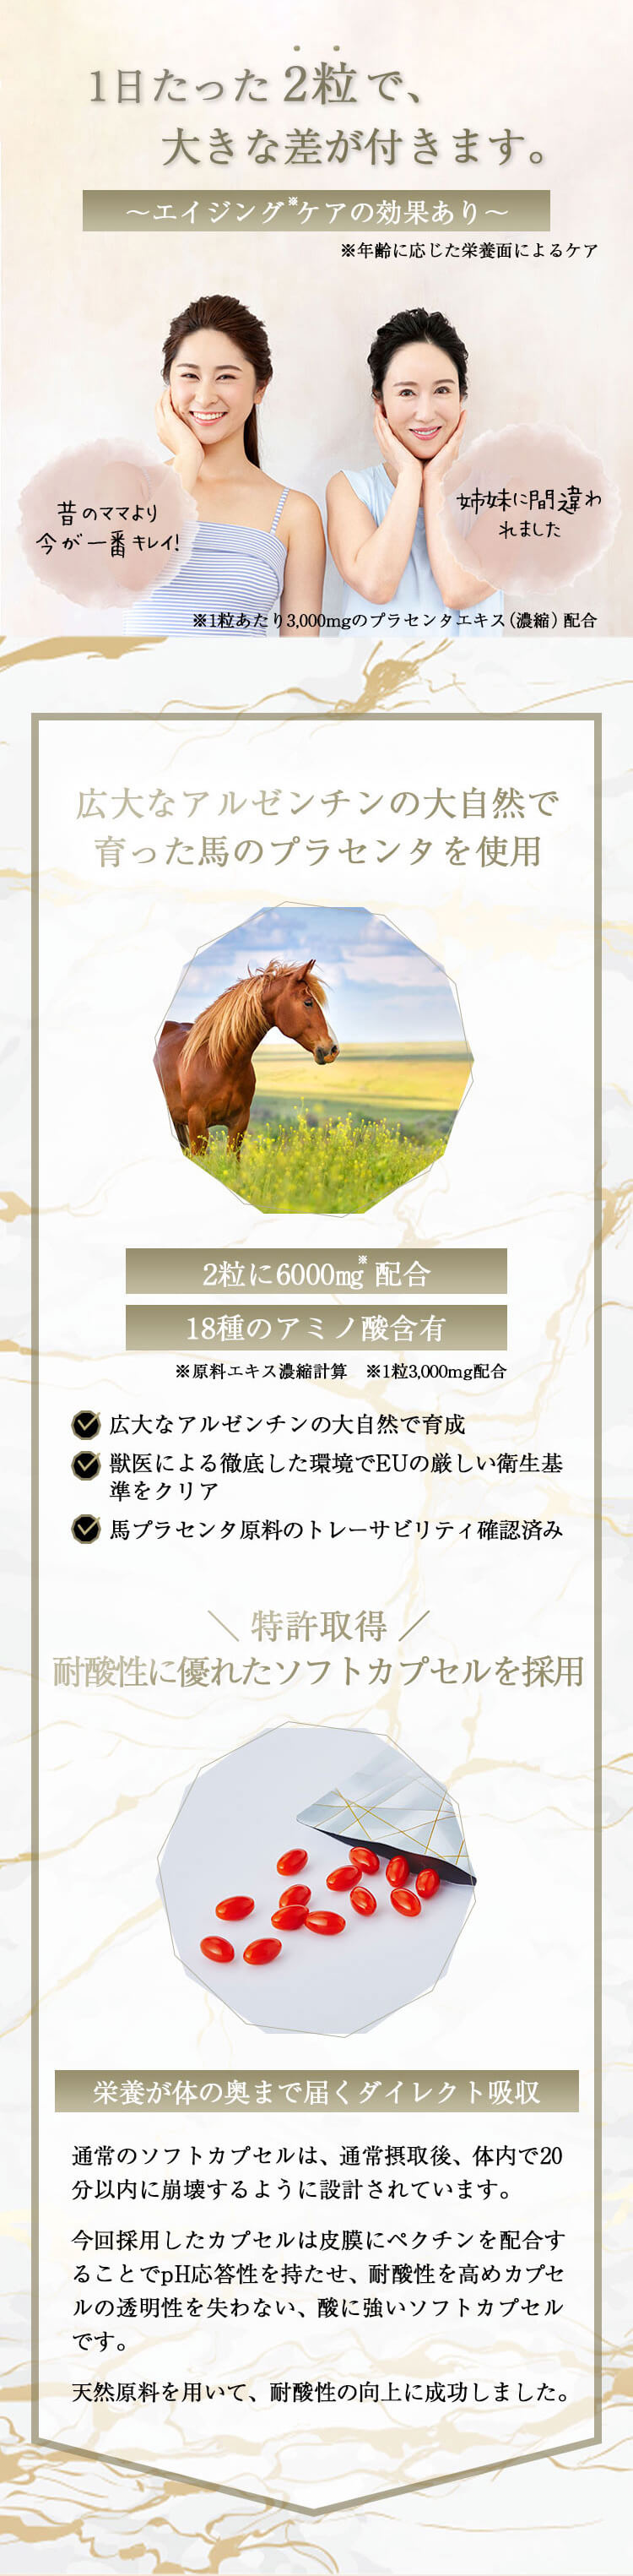 1日たった2粒で、
大きな差が付きます。
～エイジング※ケアの効果あり～
※年齢に応じた栄養面によるケア
昔のママより
今が一番キレイ!
姉妹に間違わ
れました
※1粒あたり3,000mgのプラセンタエキス（濃縮）配合
広大なアルゼンチンの大自然で
育った馬のプラセンタを使用
2粒に6000㎎※配合
18種のアミノ酸含有
※原料エキス濃縮計算　※1粒3,000mg配合
広大なアルゼンチンの大自然で育成
獣医による徹底した環境でEUの厳しい衛生基
準をクリア
馬プラセンタ原料のトレーサビリティ確認済み
＼ 特許取得 ／
耐酸性に優れたソフトカプセルを採用
栄養が体の奥まで届くダイレクト吸収
通常のソフトカプセルは、通常摂取後、体内で20
分以内に崩壊するように設計されています。
今回採用したカプセルは皮膜にペクチンを配合す
ることでpH応答性を持たせ、耐酸性を高めカプセ
ルの透明性を失わない、酸に強いソフトカプセル
です。
天然原料を用いて、耐酸性の向上に成功しました。